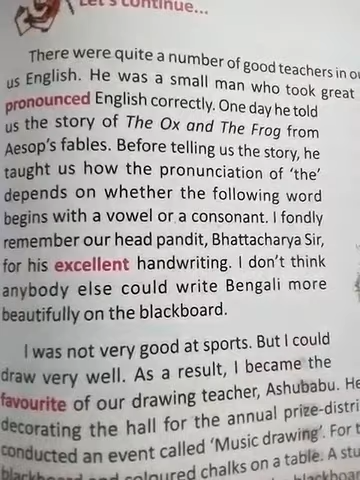 Let's continue...
There were quite a number of good teachers in
us English. He was a small man who took great
pronounced English correctly. One day he told
us the story of The Ox and The Frog from
Aesop's fables. Before telling us the story, he
taught us how the pronunciation of 'the'
depends on whether the following word
begins with a vowel or a consonant. I fondly
remember our head pandit, Bhattacharya Sir,
for his excellent handwriting. I don't think
anybody else could write Bengali more
beautifully on the blackboard.
I was not very good at sports. But I could
draw very well. As a result, I became the
favourite of our drawing teacher, Ashubabu. He
decorating the hall for the annual prize-distri
conducted an event called 'Music drawing'. For
blackboard and coloured chalks on a table. A